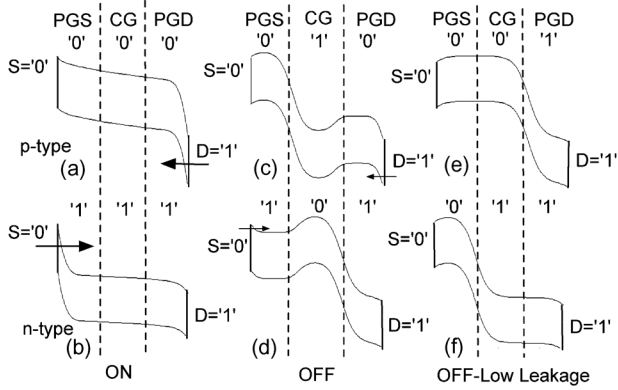 PGS CG PGD PGS CG PGD PGS CG PGD
'0' '0' '0' '0' '1' '0' '0' '0' '1'
S='0' S='0' S='0'
p-type (a) D='1' (c) D='1' (e) D='1'
'1' '1' '1' '1' '0' '1' '0' '1' '1'
S='0' S='0' S='0'
D='1' D='1' D='1'
n-type (b) (d) (f)
ON OFF OFF-Low Leakage